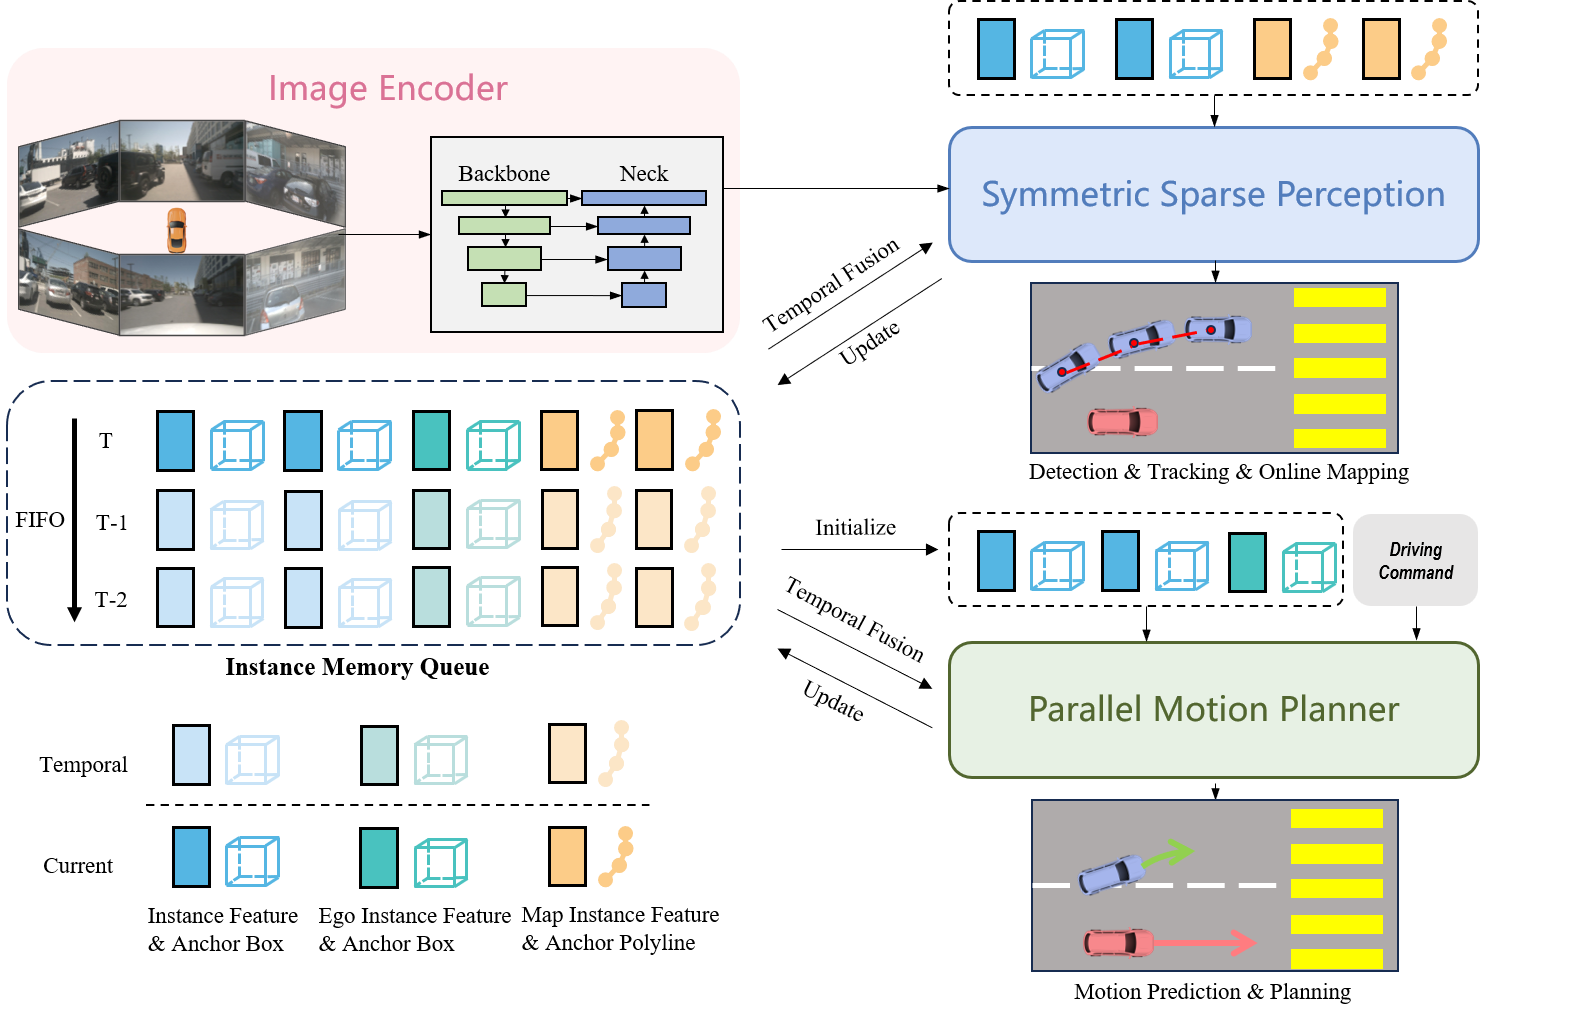 Image Encoder
Backbone
Neck
Symmetric Sparse Perception
Temporal Fusion
Update
Detection & Tracking & Online Mapping
FIFO
T
T-1
T-2
Instance Memory Queue
Initialize
Driving
Command
Temporal Fusion
Update
Parallel Motion Planner
Motion Prediction & Planning
Temporal
Current
Instance Feature
& Anchor Box
Ego Instance Feature
& Anchor Box
Map Instance Feature
& Anchor Polyline